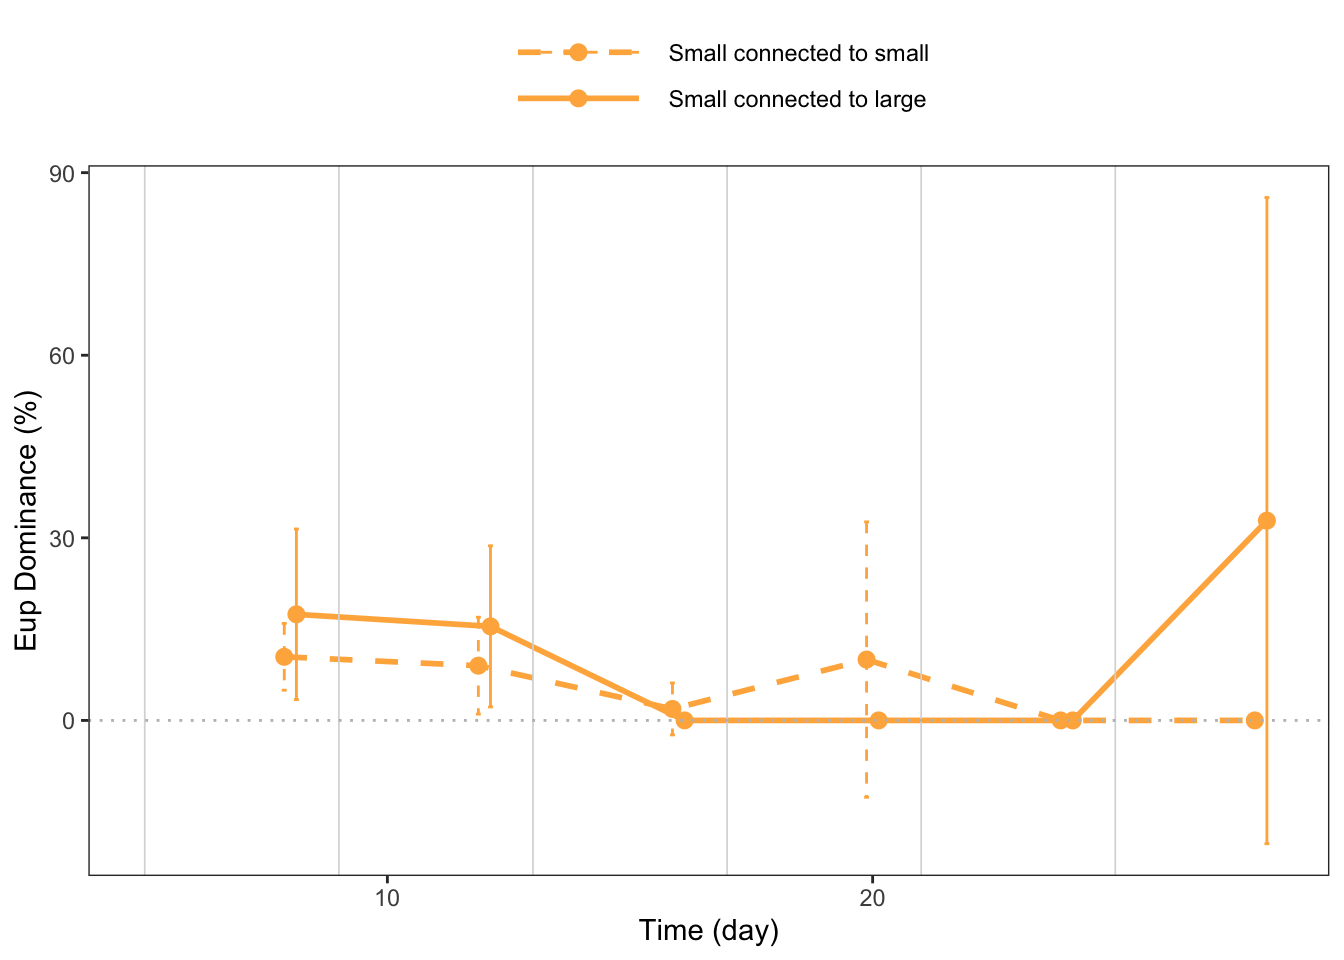 Small connected to small
Small connected to large
90
60
30
0
Eup Dominance (%)
10
20
Time (day)